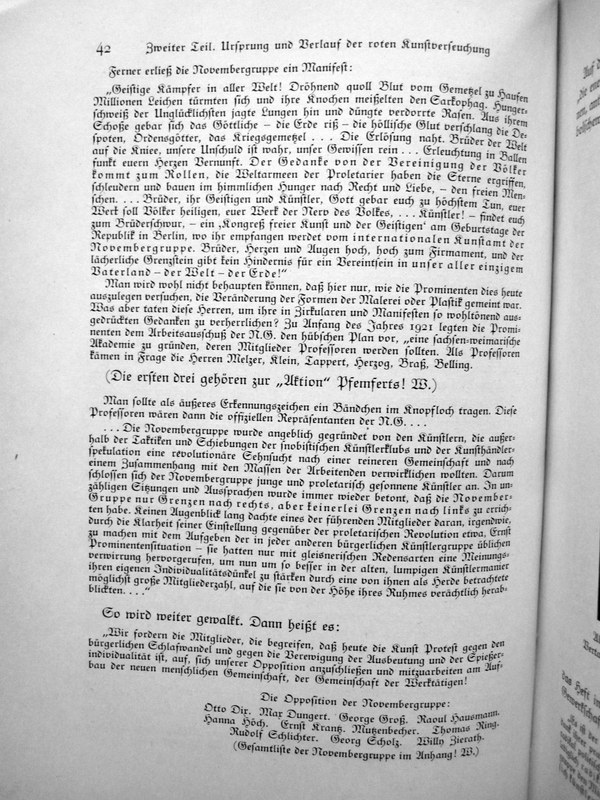 42 Zweiter Teil. Ursprung und Verlauf der roten Kunstverseuchung
Ferner erließ die Novembergruppe ein Manifest:
„Geistige Kämpfer in aller Welt! Dröhnend quoll Blut vom Gemetzel zu Haufen
Millionen Leichen türmten sich und ihre Knochen meißelten den Sarkophag. Hunger-
schweiß der Unglücklichsten jagte Lungen hin und düngte verdorrte Rasen. Aus ihrem
Schoße gebar sich das Göttliche – die Erde riß – die höllische Glut verschlang die De-
spoten, Ordensgötter, das Kriegsgemetzel . . . Die Erlösung naht. Brüder der Welt
auf die Kniee, unsere Unschuld ist wahr, unser Gewissen rein . . . Erleuchtung in Ballen
funkt euern Herzen Vernunft. Der Gedanke von der Vereinigung der Völker
kommt zum Rollen, die Weltarmeen der Proletarier haben die Sterne ergriffen,
schleudern und bauen im himmlichen Hunger nach Recht und Liebe, – den freien Men-
schen. . . . Brüder, ihr Geistigen und Künstler, Gott gebar euch zu höchstem Tun, euer
Werk soll Völker heiligen, euer Werk der Nerv des Volkes, . . . Künstler! – findet euch
zum Brüderschwur, – ein ‚Kongreß freier Kunst und der Geistigen‘ am Geburtstage der
Republik in Berlin, wo ihr empfangen werdet vom internationalen Kunstamt der
Novembergruppe. Brüder, Herzen und Augen hoch, hoch zum Firmament, und der
lächerliche Grenzstein gibt kein Hindernis für ein Vereintsein in unser aller einzigem
Vaterland – der Welt – der Erde!“
Man wird wohl nicht behaupten können, daß hier nur, wie die Prominenten dies heute
auszulegen versuchen, die Veränderung der Formen der Malerei oder Plastik gemeint war.
Was aber taten diese Herren, um ihre in Zirkularen und Manifesten so wohltönend aus-
gedrückten Gedanken zu verherrlichen? Zu Anfang des Jahres 1921 legten die Promi-
nenten dem Arbeitsausschuß der N.G. den hübschen Plan vor, „eine sachsen-weimarische
Akademie zu gründen, deren Mitglieder Professoren werden sollten. Als Professoren
kämen in Frage die Herren Melzer, Klein, Tappert, Herzog, Braß, Belling.
(Die ersten drei gehören zur „Aktion“ Pfemferts! W.)
Man sollte als äußeres Erkennungszeichen ein Bändchen im Knopfloch tragen. Diese
Professoren wären dann die offiziellen Repräsentanten der N.G. . . .
. . . Die Novembergruppe wurde angeblich gegründet von den Künstlern, die außer-
halb der Taktiken und Schiebungen der snobistischen Künstlerklubs und der Kunsthändler-
spekulation eine revolutionäre Sehnsucht nach einer reineren Gemeinschaft und nach
einem Zusammenhang mit den Massen der Arbeitenden verwirklichen wollten. Darum
schlossen sich der Novembergruppe junge und proletarisch gesonnene Künstler an. In un-
zähligen Sitzungen und Aussprachen wurde immer wieder betont, daß die November-
Gruppe nur Grenzen nach rechts, aber keinerlei Grenzen nach links zu errich-
ten habe. Keinen Augenblick lang dachte eines der führenden Mitglieder daran, irgendwie,
durch die Klarheit seiner Einstellung gegenüber der proletarischen Revolution etwa, Ernst
zu machen mit dem Aufgeben der in jeder anderen bürgerlichen Künstlergruppe üblichen
Prominentensituation – sie hatten nur mit gleisnerischen Redensarten eine Meinungs-
verwirrung hervorgerufen, um nun um so besser in der alten, lumpigen Künstlermanier
ihren eigenen Individualitätsdünkel zu stärken durch eine von ihnen als Herde betrachtete
möglichst große Mitgliederzahl, auf die sie von der Höhe ihres Ruhmes verächtlich herab-
blickten. . . .“
So wird weiter gewalkt. Dann heißt es:
„Wir fordern die Mitglieder, die begreifen, daß heute die Kunst Protest gegen den
bürgerlichen Schlafwandel und gegen die Verewigung der Ausbeutung und der Spießer-
individualität ist, auf, sich unserer Opposition anzuschließen und mitzuarbeiten am Auf-
bau der neuen menschlichen Gemeinschaft, der Gemeinschaft der Werktätigen!
Die Opposition der Novembergruppe:
Otto Dix. Max Dungert. George Groß. Raoul Hausmann.
Hanna Höch. Ernst Krantz. Mutzenbecher. Thomas Ring.
Rudolf Schlichter. Georg Scholz. Willy Zierath.
(Gesamtliste der Novembergruppe im Anhang! W.)